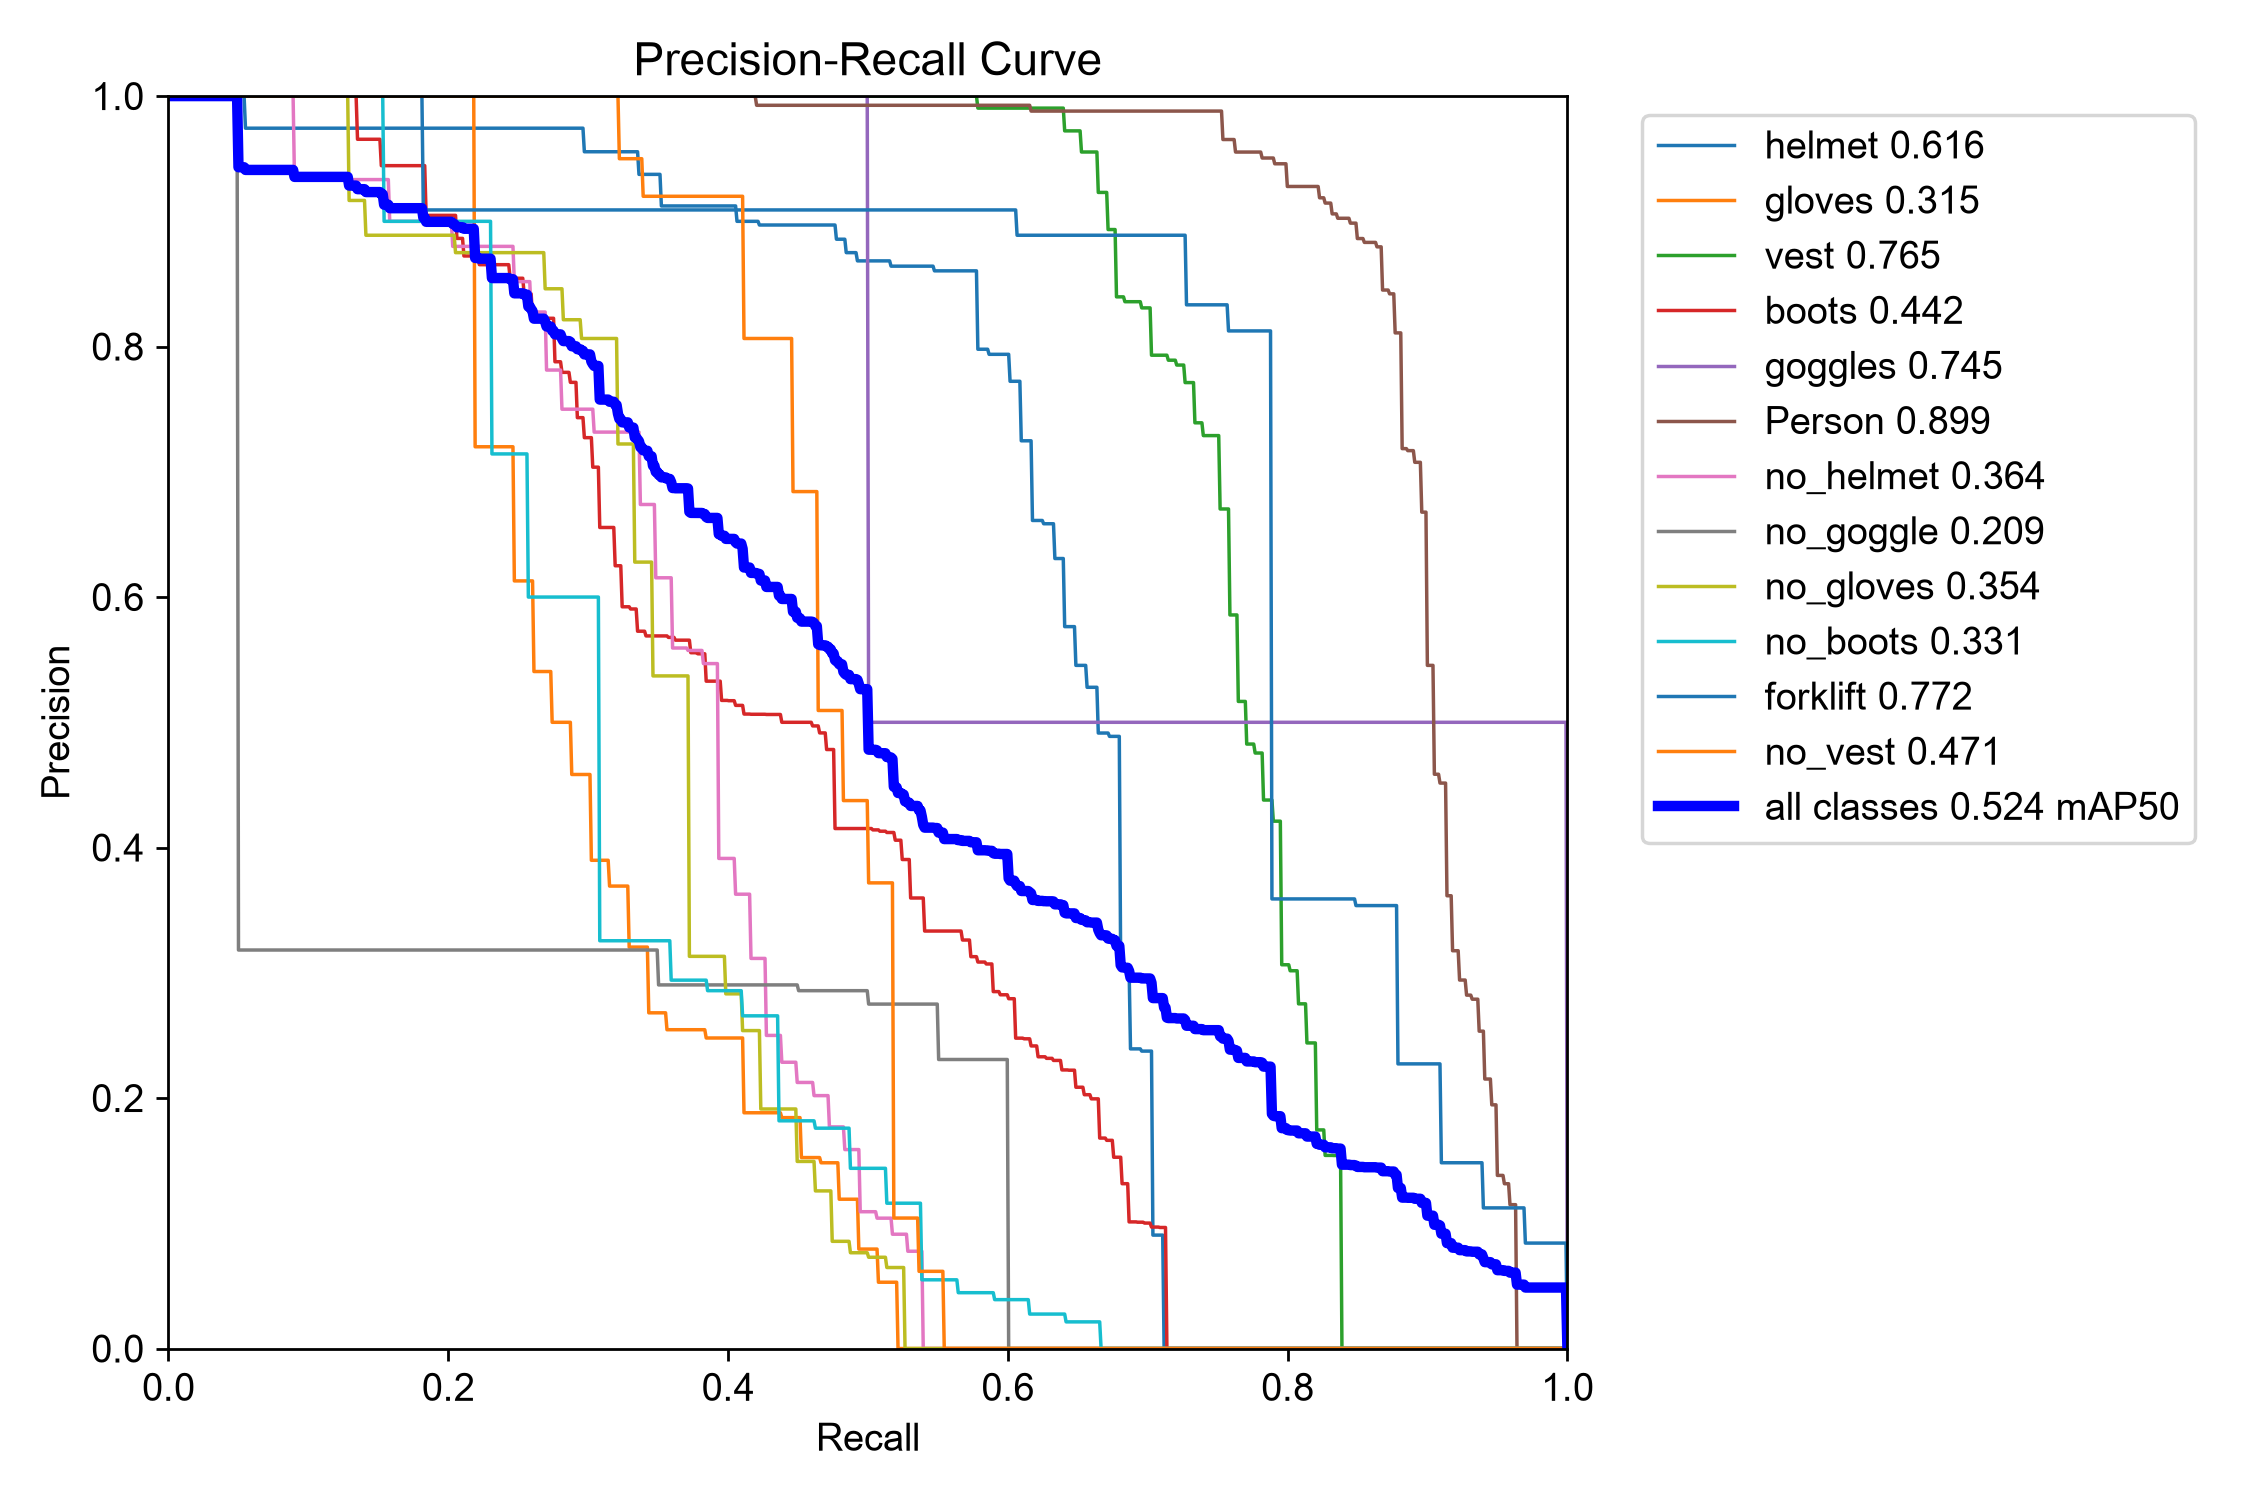 Precision-Recall Curve
1.0
0.8
0.6
0.4
0.2
0.0
Precision
0.0 0.2 0.4 0.6 0.8 1.0
Recall
helmet 0.616
gloves 0.315
vest 0.765
boots 0.442
goggles 0.745
Person 0.899
no_helmet 0.364
no_goggle 0.209
no_gloves 0.354
no_boots 0.331
forklift 0.772
no_vest 0.471
all classes 0.524 mAP50